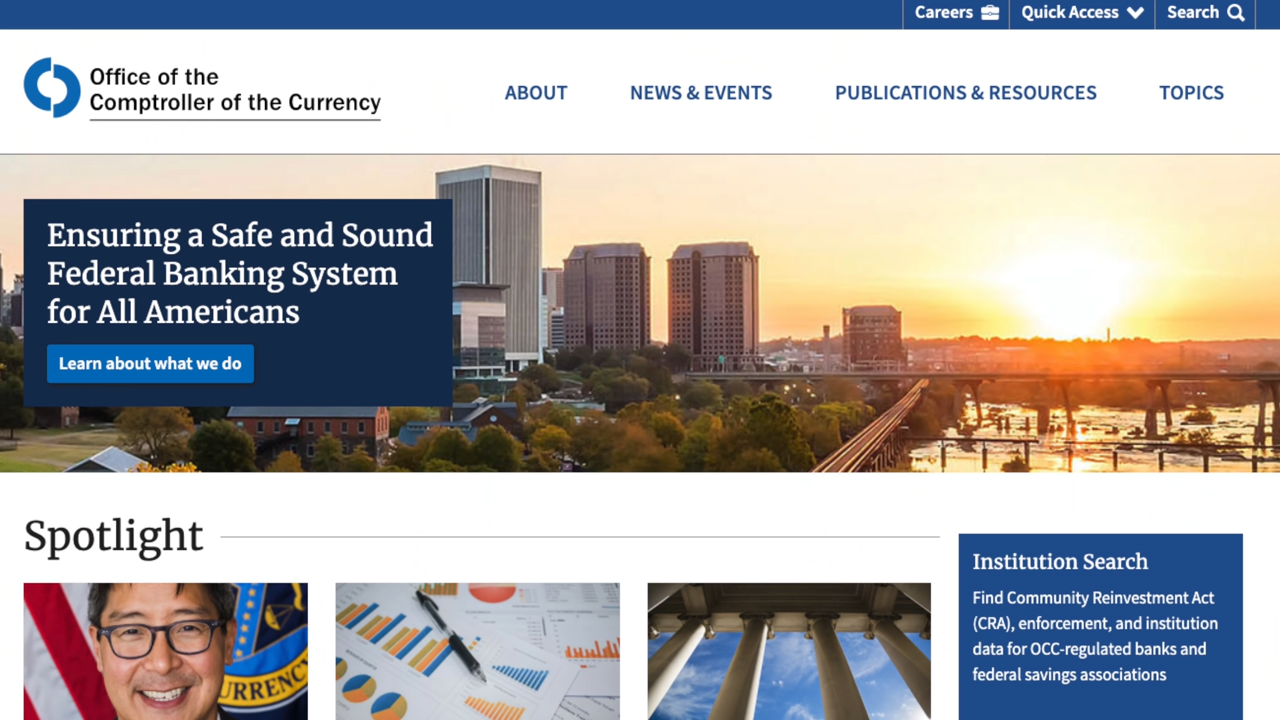 Careers
Quick Access
Search
Office of the
Comptroller of the Currency
ABOUT
NEWS & EVENTS
PUBLICATIONS & RESOURCES
TOPICS
Ensuring a Safe and Sound
Federal Banking System
for All Americans
Learn about what we do
Spotlight
Institution Search
Find Community Reinvestment Act
(CRA), enforcement, and institution
data for OCC-regulated banks and
federal savings associations